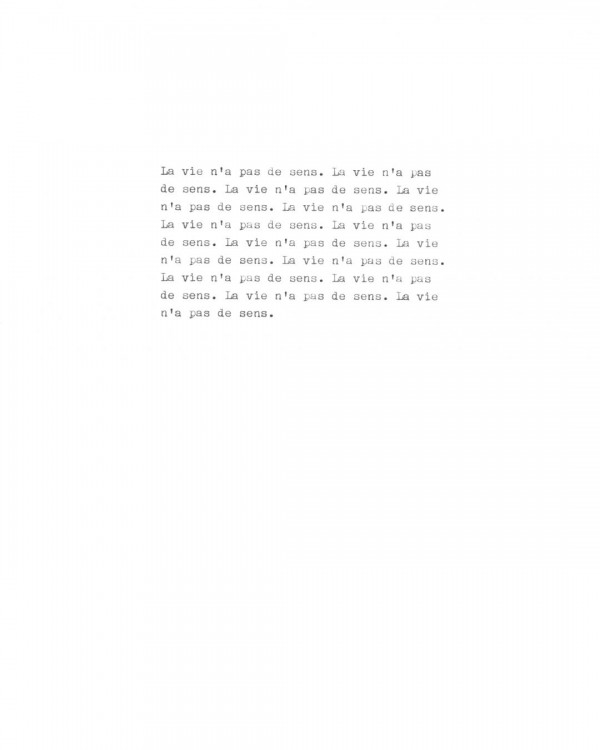 La vie n'a pas de sens. La vie n'a pas
de sens. La vie n'a pas de sens. La vie
n'a pas de sens. La vie n'a pas de sens.
La vie n'a pas de sens. La vie n'a pas
de sens. La vie n'a pas de sens. La vie
n'a pas de sens. La vie n'a pas de sens.
La vie n'a pas de sens. La vie n'a pas
de sens. La vie n'a pas de sens. La vie
n'a pas de sens.